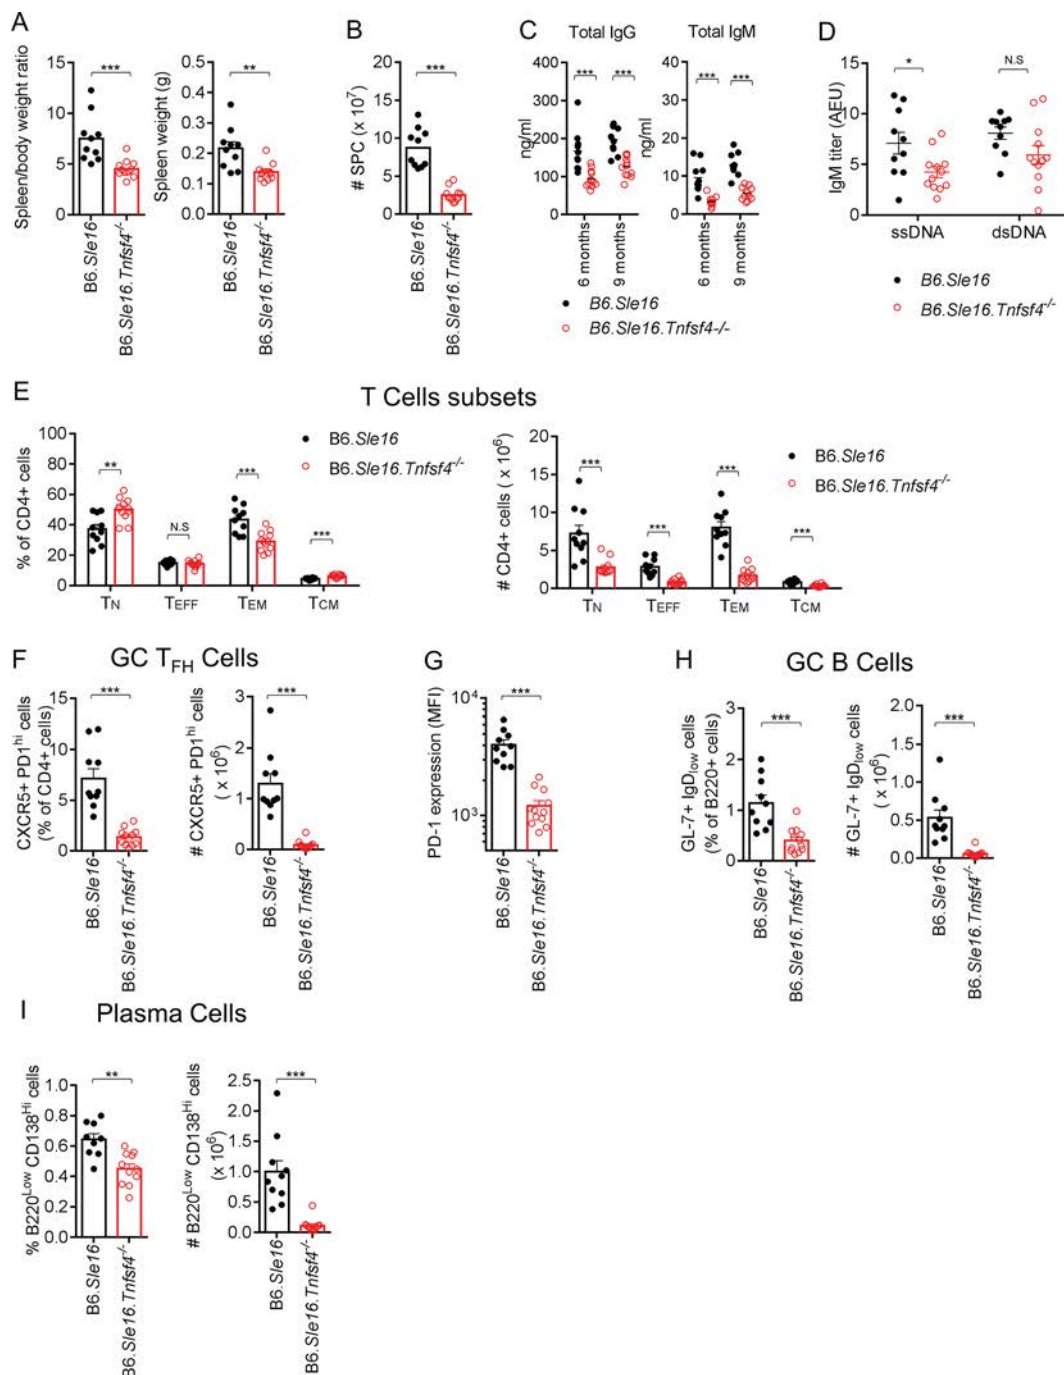 A
Spleen/body weight ratio
15
10
5
0
***
B6.Sle16
B6.Sle16.Tnfsf4-/-
Spleen weight (g)
0.5
0.4
0.3
0.2
0.1
0.0
**
B6.Sle16
B6.Sle16.Tnfsf4-/-
B
# SPC (x 10^7)
20
15
10
5
0
***
B6.Sle16
B6.Sle16.Tnfsf4-/-
C
Total IgG
ng/ml
400
300
200
100
0
*** ***
6 months
9 months
Total IgM
ng/ml
40
30
20
10
0
*** ***
6 months
9 months
B6.Sle16
B6.Sle16.Tnfsf4-/-
D
IgM titer (AEU)
15
10
5
0
* N.S
ssDNA dsDNA
B6.Sle16
B6.Sle16.Tnfsf4-/-
E
T Cells subsets
% of CD4+ cells
100
80
60
40
20
0
** N.S *** ***
TN TEFF TEM TCM
B6.Sle16
B6.Sle16.Tnfsf4-/-
# CD4+ cells ( x 10^6)
20
15
10
5
0
*** *** *** ***
TN TEFF TEM TCM
B6.Sle16
B6.Sle16.Tnfsf4-/-
F
GC TFH Cells
CXCR5+ PD1hi cells
(% of CD4+ cells)
15
10
5
0
***
B6.Sle16
B6.Sle16.Tnfsf4-/-
# CXCR5+ PD1hi cells
( x 10^6)
3
2
1
0
***
B6.Sle16
B6.Sle16.Tnfsf4-/-
G
PD-1 expression (MFI)
10^4
10^3
***
B6.Sle16
B6.Sle16.Tnfsf4-/-
H
GC B Cells
GL-7+ IgDlow cells
(% of B220+ cells)
3
2
1
0
***
B6.Sle16
B6.Sle16.Tnfsf4-/-
# GL-7+ IgDlow cells
( x 10^6)
2.0
1.5
1.0
0.5
0.0
***
B6.Sle16
B6.Sle16.Tnfsf4-/-
I
Plasma Cells
% B220Low CD138Hi cells
1.0
0.8
0.6
0.4
0.2
0.0
**
B6.Sle16
B6.Sle16.Tnfsf4-/-
# B220Low CD138Hi cells
(x 10^6)
2.5
2.0
1.5
1.0
0.5
0.0
***
B6.Sle16
B6.Sle16.Tnfsf4-/-